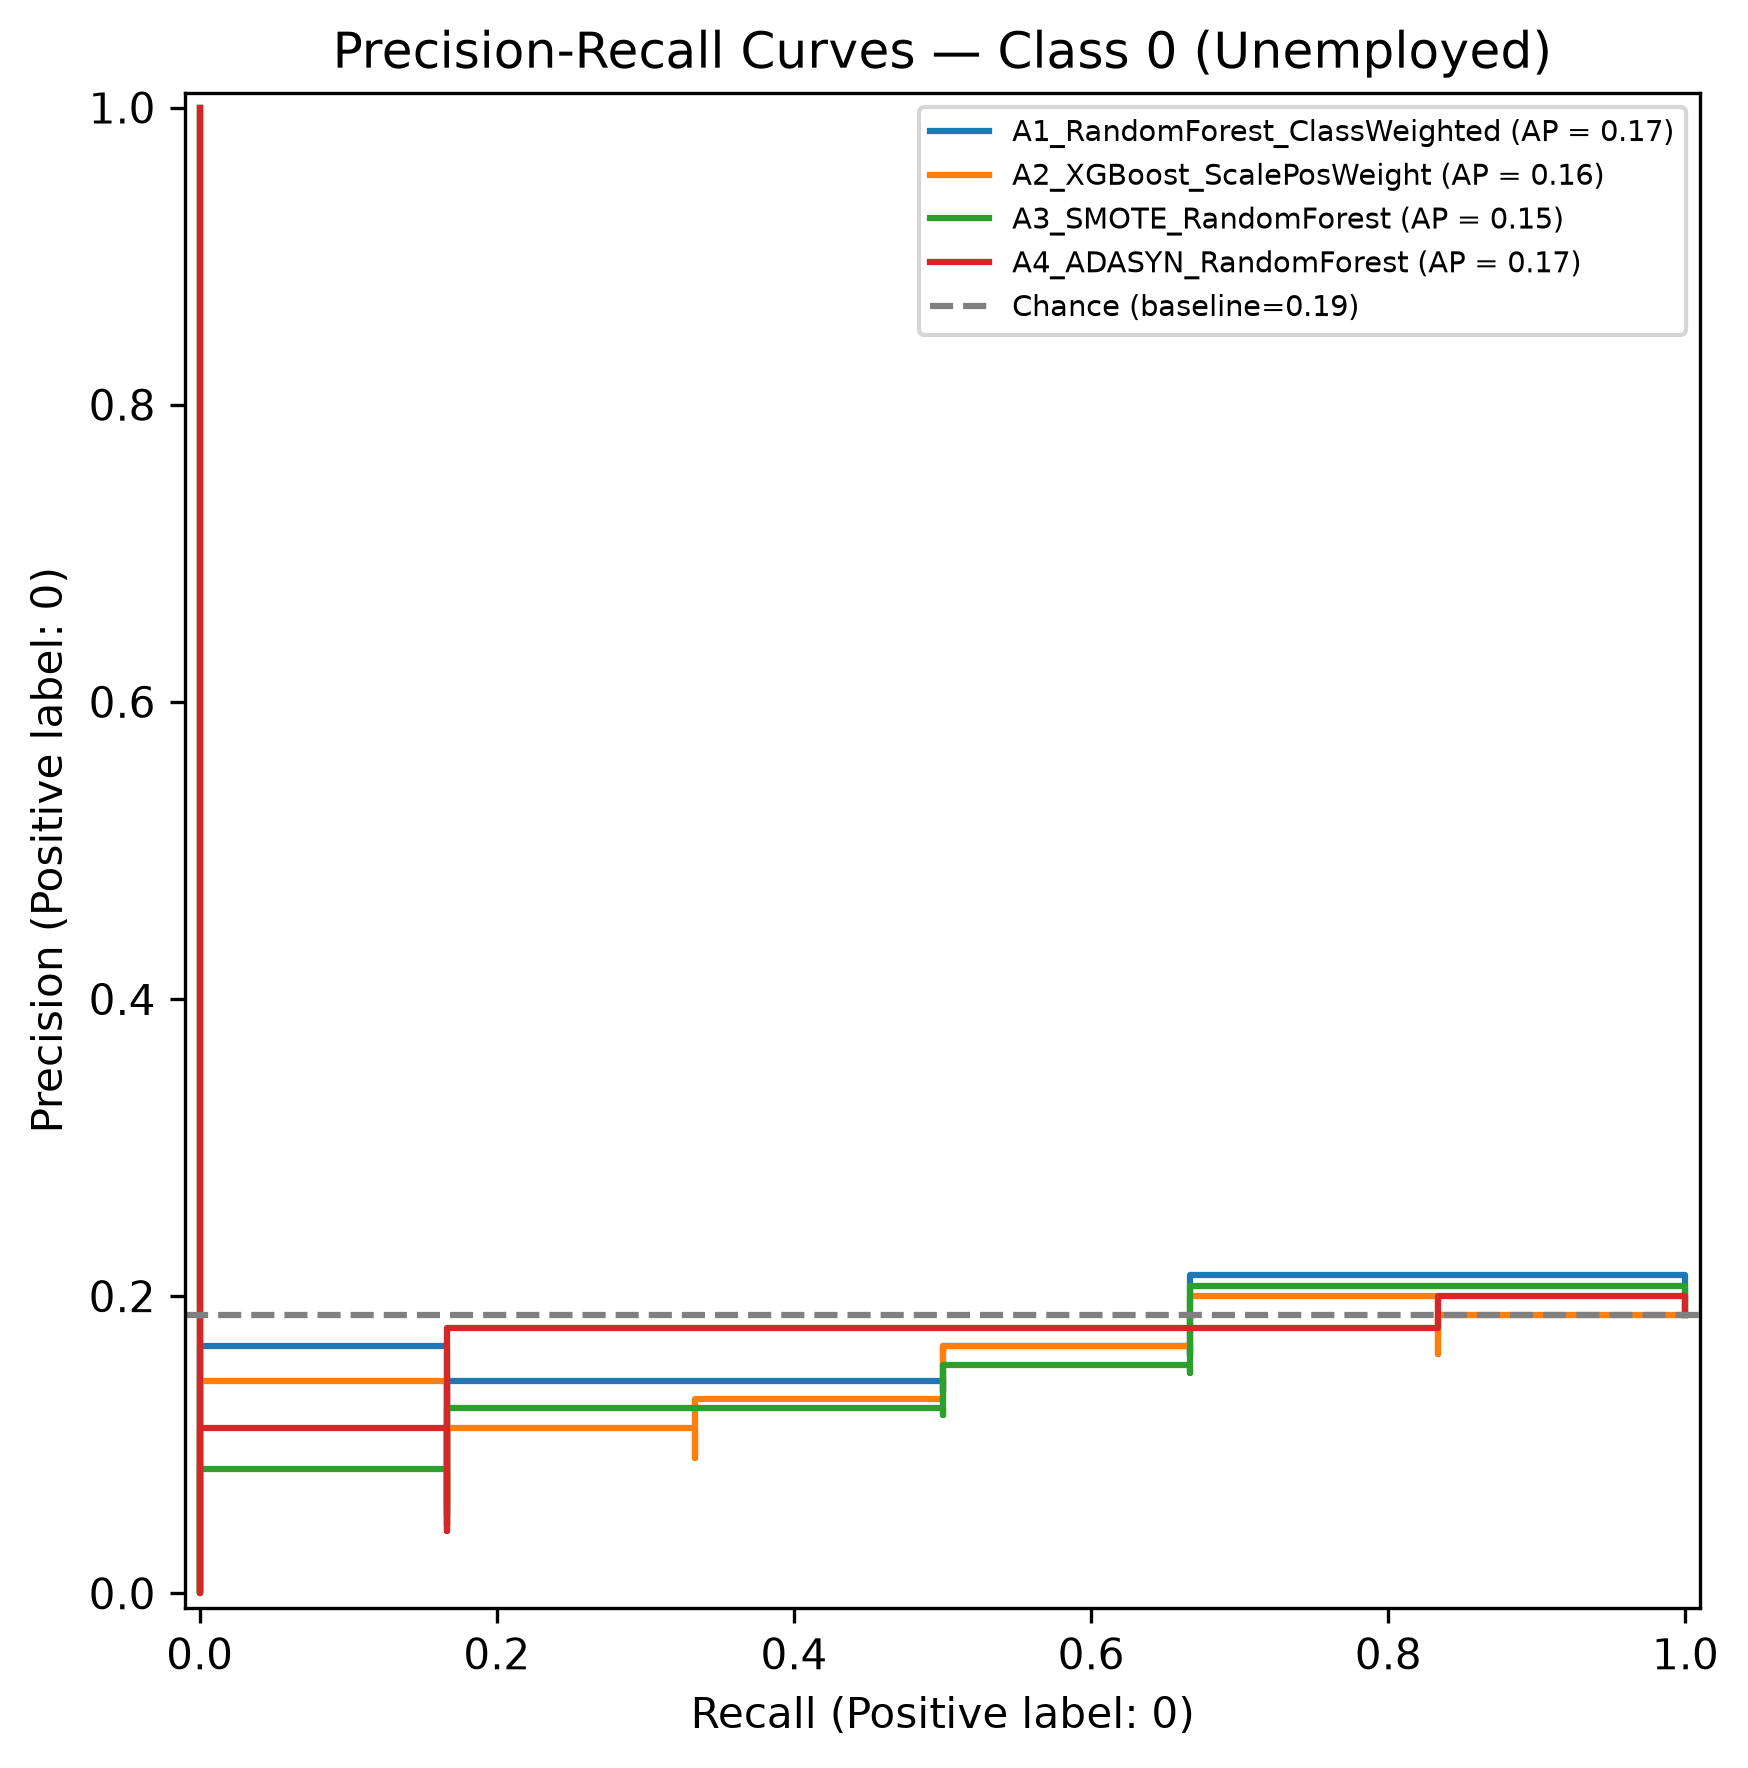 Precision-Recall Curves — Class 0 (Unemployed)
A1_RandomForest_ClassWeighted (AP = 0.17)
A2_XGBoost_ScalePosWeight (AP = 0.16)
A3_SMOTE_RandomForest (AP = 0.15)
A4_ADASYN_RandomForest (AP = 0.17)
Chance (baseline=0.19)
Precision (Positive label: 0)
1.0
0.8
0.6
0.4
0.2
0.0
0.0 0.2 0.4 0.6 0.8 1.0
Recall (Positive label: 0)